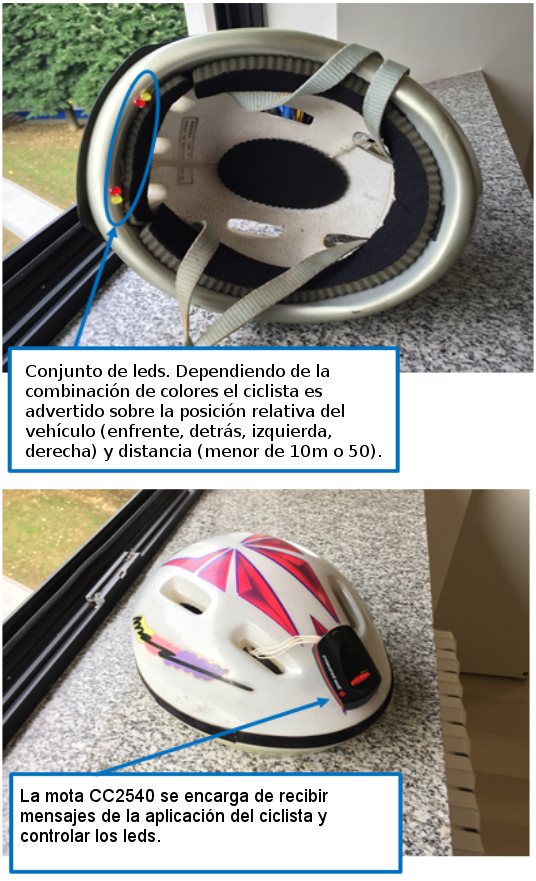 Conjunto de leds. Dependiendo de la
combinación de colores el ciclista es
advertido sobre la posición relativa del
vehículo (enfrente, detrás, izquierda,
derecha) y distancia (menor de 10m o 50).
La mota CC2540 se encarga de recibir
mensajes de la aplicación del ciclista y
controlar los leds.